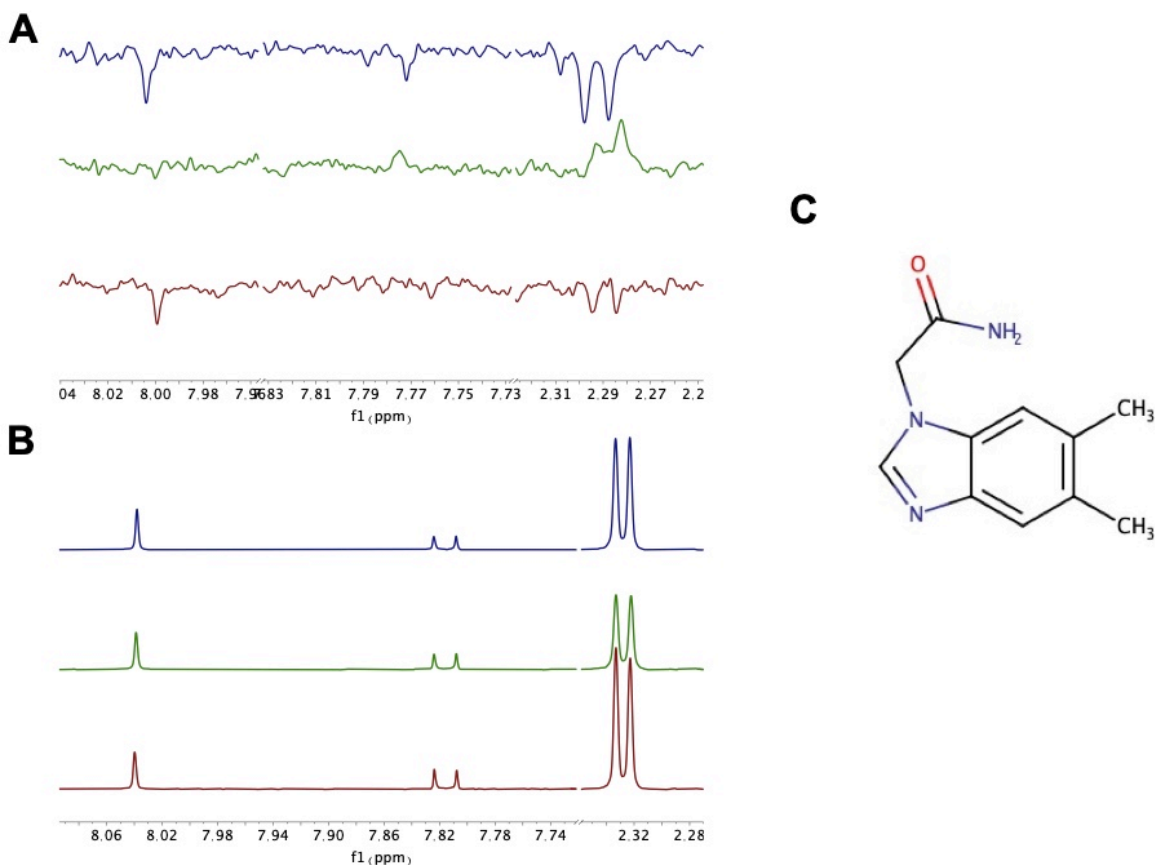 A
04 8.02 8.00 7.98 7.96 7.83 7.81 7.79 7.77 7.75 7.73 2.31 2.29 2.27 2.2
f1 (ppm)
B
8.06 8.02 7.98 7.94 7.90 7.86 7.82 7.78 7.74 2.32 2.28
f1 (ppm)
C
O
NH2
N
CH3
N
CH3